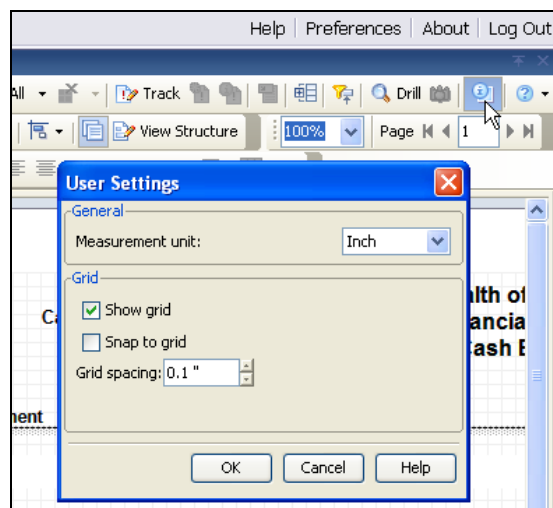 Help Preferences About Log Out
All Track Drill
View Structure 100% Page 1
User Settings
General
Measurement unit: Inch
Grid
Show grid
Snap to grid
Grid spacing: 0.1 "
OK Cancel Help
lth of
ancia
Cash B
Ca
ment